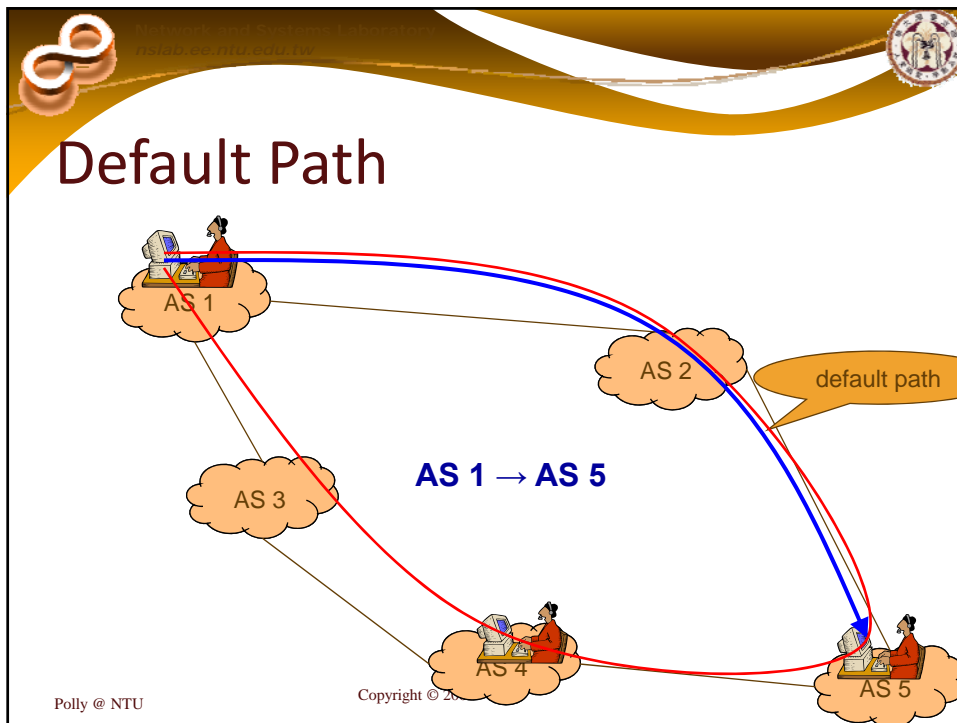 Network and Systems Laboratory
nslab.ee.ntu.edu.tw
Default Path
AS 1
AS 2
default path
AS 1 → AS 5
AS 3
AS 4
AS 5
Polly @ NTU
Copyright ©